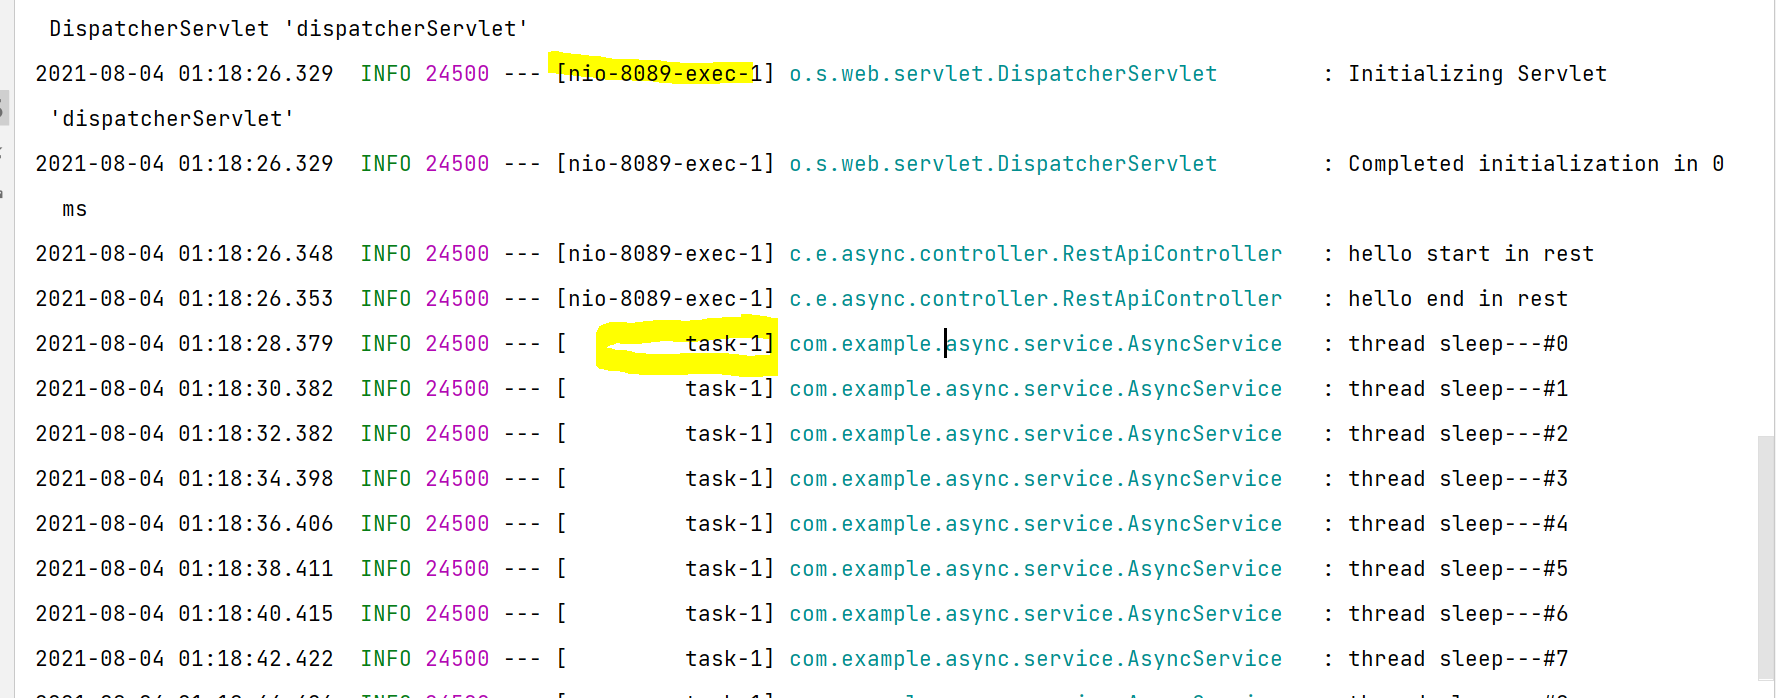 DispatcherServlet 'dispatcherServlet'
2021-08-04 01:18:26.329  INFO 24500 --- [nio-8089-exec-1] o.s.web.servlet.DispatcherServlet        : Initializing Servlet
'dispatcherServlet'
2021-08-04 01:18:26.329  INFO 24500 --- [nio-8089-exec-1] o.s.web.servlet.DispatcherServlet        : Completed initialization in 0
ms
2021-08-04 01:18:26.348  INFO 24500 --- [nio-8089-exec-1] c.e.async.controller.RestApiController   : hello start in rest
2021-08-04 01:18:26.353  INFO 24500 --- [nio-8089-exec-1] c.e.async.controller.RestApiController   : hello end in rest
2021-08-04 01:18:28.379  INFO 24500 --- [         task-1] com.example.async.service.AsyncService   : thread sleep---#0
2021-08-04 01:18:30.382  INFO 24500 --- [         task-1] com.example.async.service.AsyncService   : thread sleep---#1
2021-08-04 01:18:32.382  INFO 24500 --- [         task-1] com.example.async.service.AsyncService   : thread sleep---#2
2021-08-04 01:18:34.398  INFO 24500 --- [         task-1] com.example.async.service.AsyncService   : thread sleep---#3
2021-08-04 01:18:36.406  INFO 24500 --- [         task-1] com.example.async.service.AsyncService   : thread sleep---#4
2021-08-04 01:18:38.411  INFO 24500 --- [         task-1] com.example.async.service.AsyncService   : thread sleep---#5
2021-08-04 01:18:40.415  INFO 24500 --- [         task-1] com.example.async.service.AsyncService   : thread sleep---#6
2021-08-04 01:18:42.422  INFO 24500 --- [         task-1] com.example.async.service.AsyncService   : thread sleep---#7